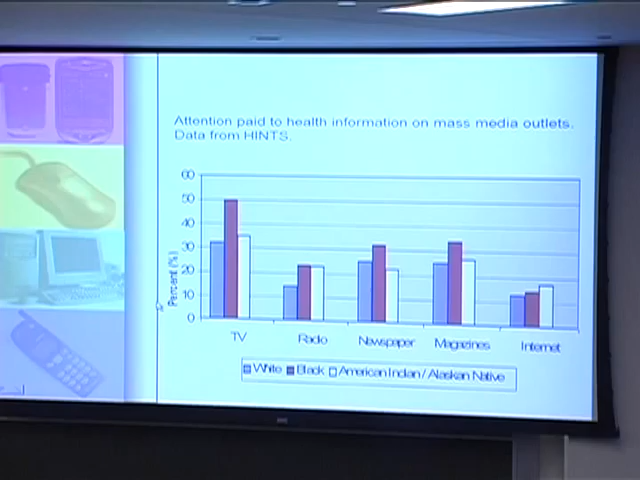 Attention paid to health information on mass media outlets.
Data from HINTS.
60
50
40
30
20
10
0
Percent (%)
TV Radio Newspaper Magazines Internet
White Black American Indian / Alaskan Native